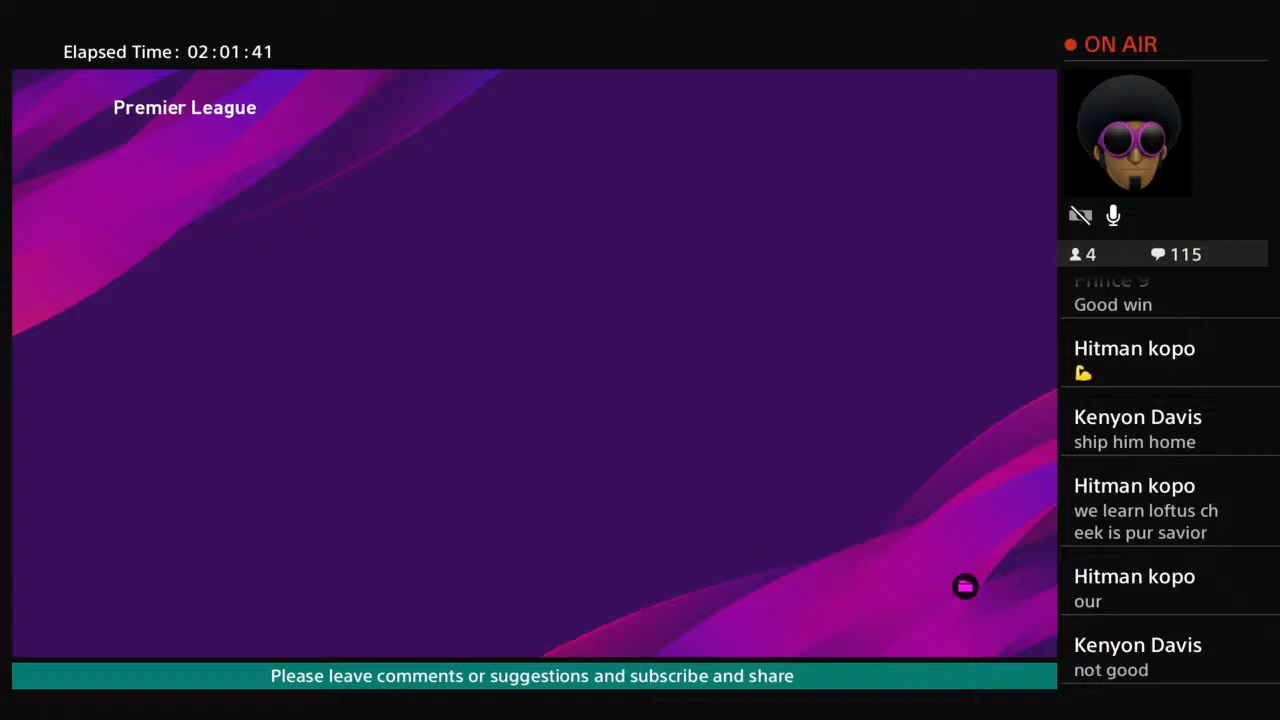 Elapsed Time: 02:01:41
ON AIR
Premier League
4 115
Prince 9
Good win
Hitman kopo
💪
Kenyon Davis
ship him home
Hitman kopo
we learn loftus ch
eek is pur savior
Hitman kopo
our
Kenyon Davis
not good
Please leave comments or suggestions and subscribe and share